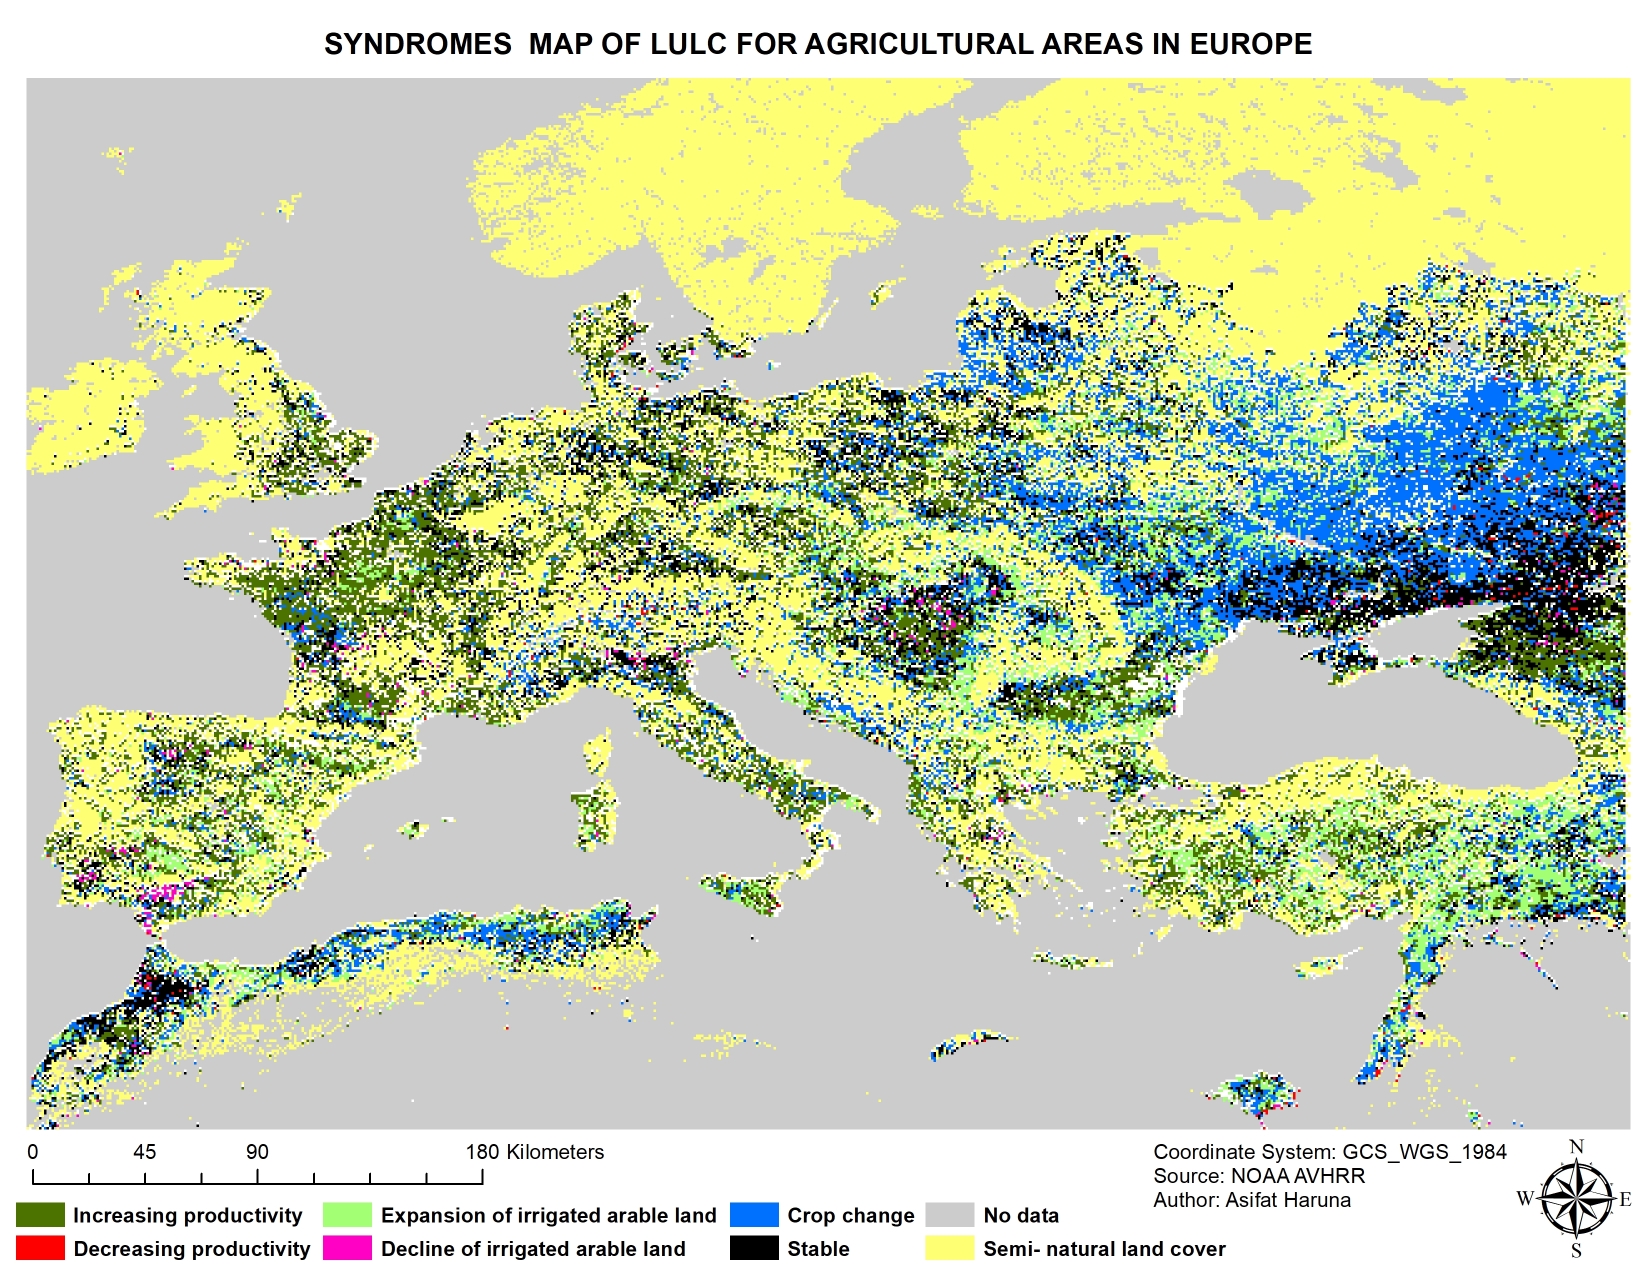 SYNDROMES MAP OF LULC FOR AGRICULTURAL AREAS IN EUROPE
0 45 90 180 Kilometers
Coordinate System: GCS_WGS_1984
Source: NOAA AVHRR
Author: Asifat Haruna
N
W E
S
Increasing productivity Expansion of irrigated arable land Crop change No data
Decreasing productivity Decline of irrigated arable land Stable Semi- natural land cover